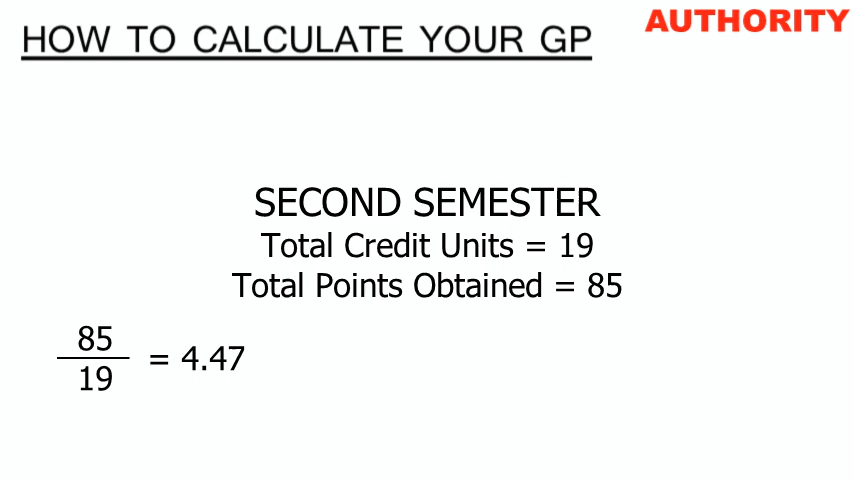 HOW TO CALCULATE YOUR GP
AUTHORITY
SECOND SEMESTER
Total Credit Units = 19
Total Points Obtained = 85
85
19
= 4.47